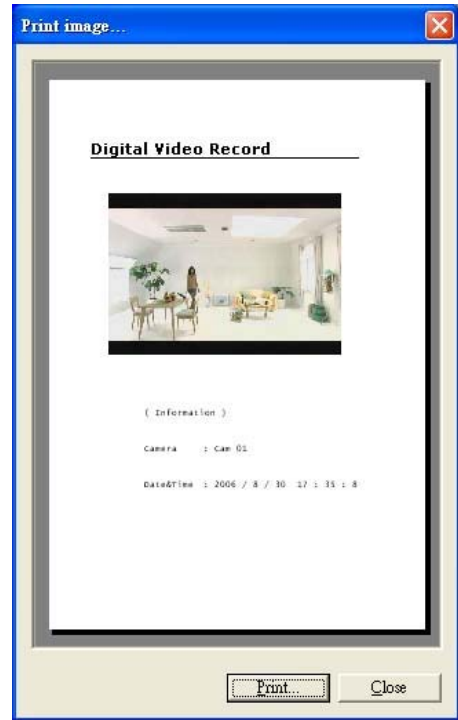 Print image...
Digital Video Record
( Information )
Camera : Cam 01
Date&Time : 2006 / 8 / 30 17 : 35 : 8
Print...
Close